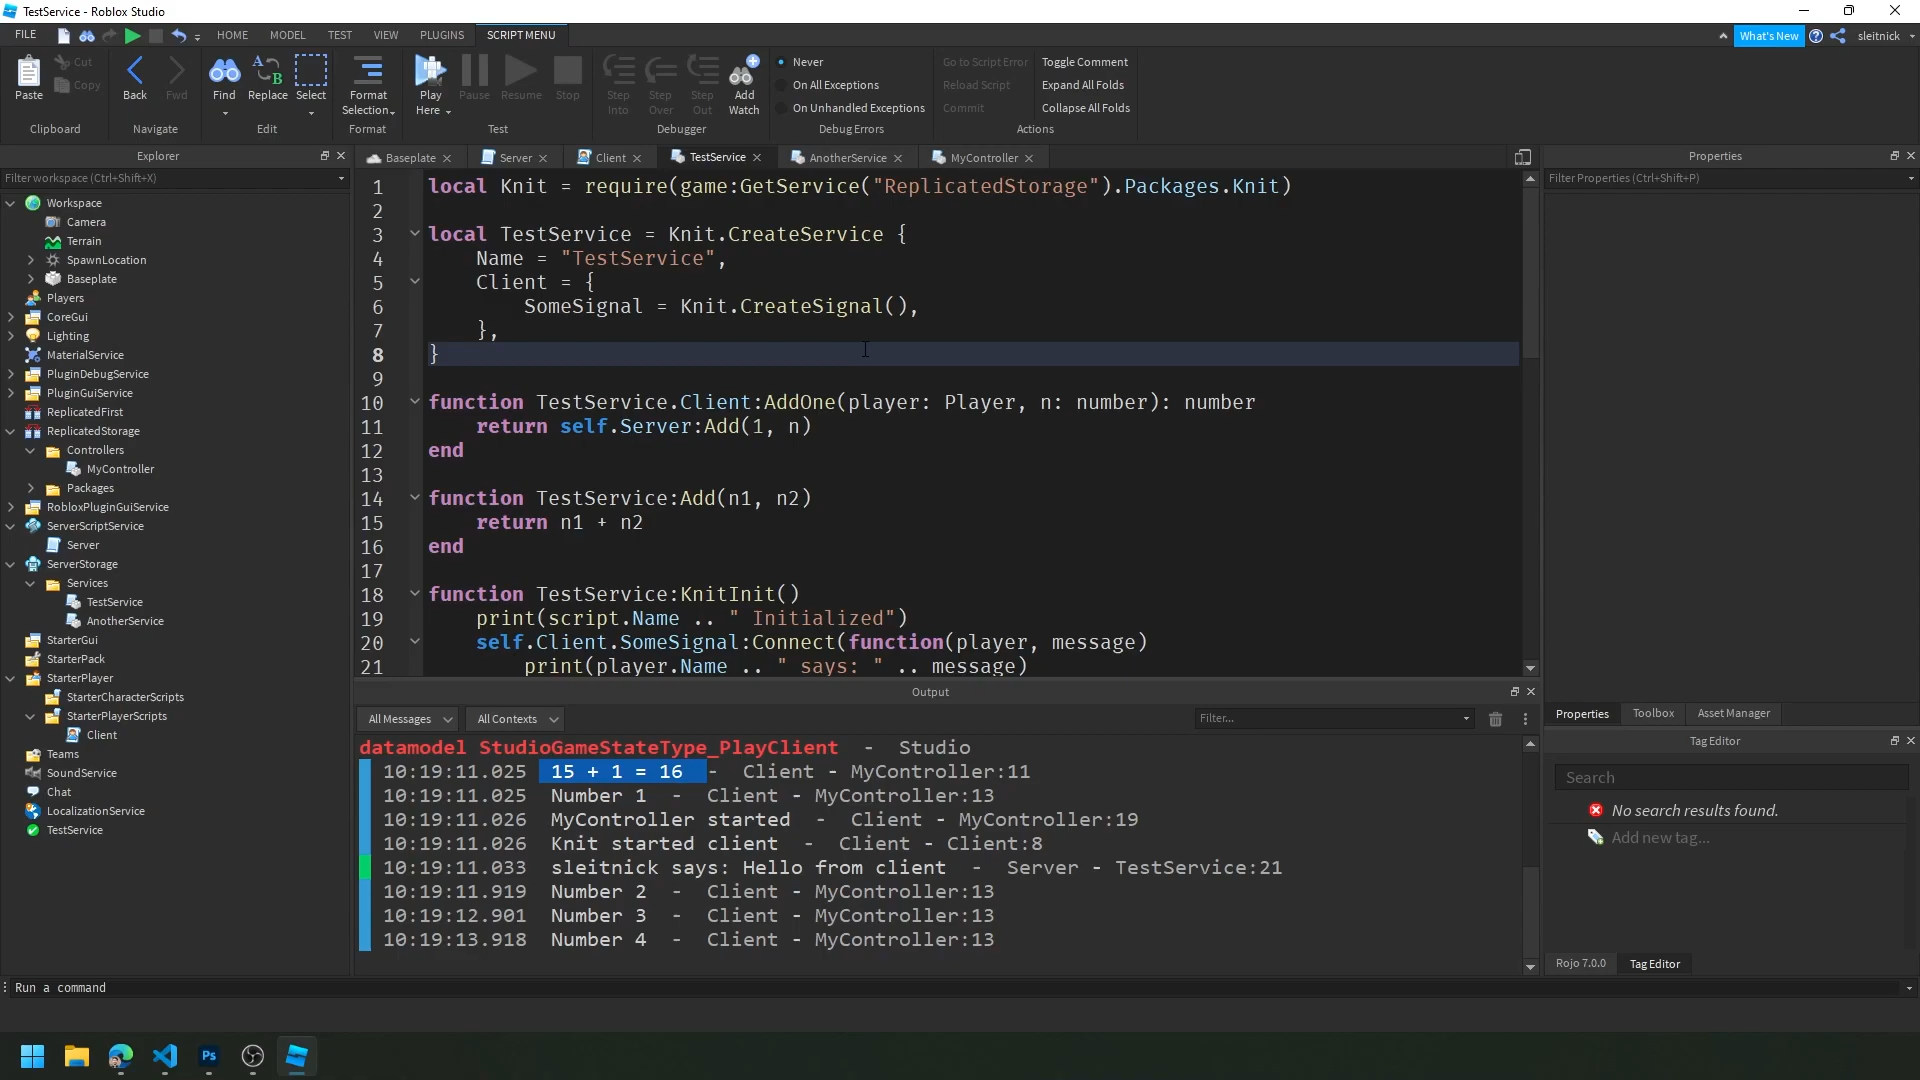 TestService - Roblox Studio
FILE HOME MODEL TEST VIEW PLUGINS SCRIPT MENU What's New sleitnick
Paste Cut Copy Back Fwd Find Replace Select Format Selection Play Here Pause Resume Stop Step Into Step Over Step Out Add Watch
Never
On All Exceptions
On Unhandled Exceptions
Go to Script Error
Reload Script
Commit
Toggle Comment
Expand All Folds
Collapse All Folds
Clipboard Navigate Edit Format Test Debugger Debug Errors Actions
Explorer
Filter workspace (Ctrl+Shift+X)
Workspace
Camera
Terrain
SpawnLocation
Baseplate
Players
CoreGui
Lighting
MaterialService
PluginDebugService
PluginGuiService
ReplicatedFirst
ReplicatedStorage
Controllers
MyController
Packages
RobloxPluginGuiService
ServerScriptService
Server
ServerStorage
Services
TestService
AnotherService
StarterGui
StarterPack
StarterPlayer
StarterCharacterScripts
StarterPlayerScripts
Client
Teams
SoundService
Chat
LocalizationService
TestService
Baseplate Server Client TestService AnotherService MyController
1 local Knit = require(game:GetService("ReplicatedStorage").Packages.Knit)
2
3 local TestService = Knit.CreateService {
4 Name = "TestService",
5 Client = {
6 SomeSignal = Knit.CreateSignal(),
7 },
8 }
9
10 function TestService.Client:AddOne(player: Player, n: number): number
11 return self.Server:Add(1, n)
12 end
13
14 function TestService:Add(n1, n2)
15 return n1 + n2
16 end
17
18 function TestService:KnitInit()
19 print(script.Name .. " Initialized")
20 self.Client.SomeSignal:Connect(function(player, message)
21 print(player.Name .. " says: " .. message)
Output
All Messages All Contexts Filter...
datamodel StudioGameStateType_PlayClient - Studio
10:19:11.025 15 + 1 = 16 - Client - MyController:11
10:19:11.025 Number 1 - Client - MyController:13
10:19:11.026 MyController started - Client - MyController:19
10:19:11.026 Knit started client - Client - Client:8
10:19:11.033 sleitnick says: Hello from client - Server - TestService:21
10:19:11.919 Number 2 - Client - MyController:13
10:19:12.901 Number 3 - Client - MyController:13
10:19:13.918 Number 4 - Client - MyController:13
Properties
Filter Properties (Ctrl+Shift+P)
Properties Toolbox Asset Manager
Tag Editor
Search
No search results found.
Add new tag...
Rojo 7.0.0 Tag Editor
Run a command
Ps